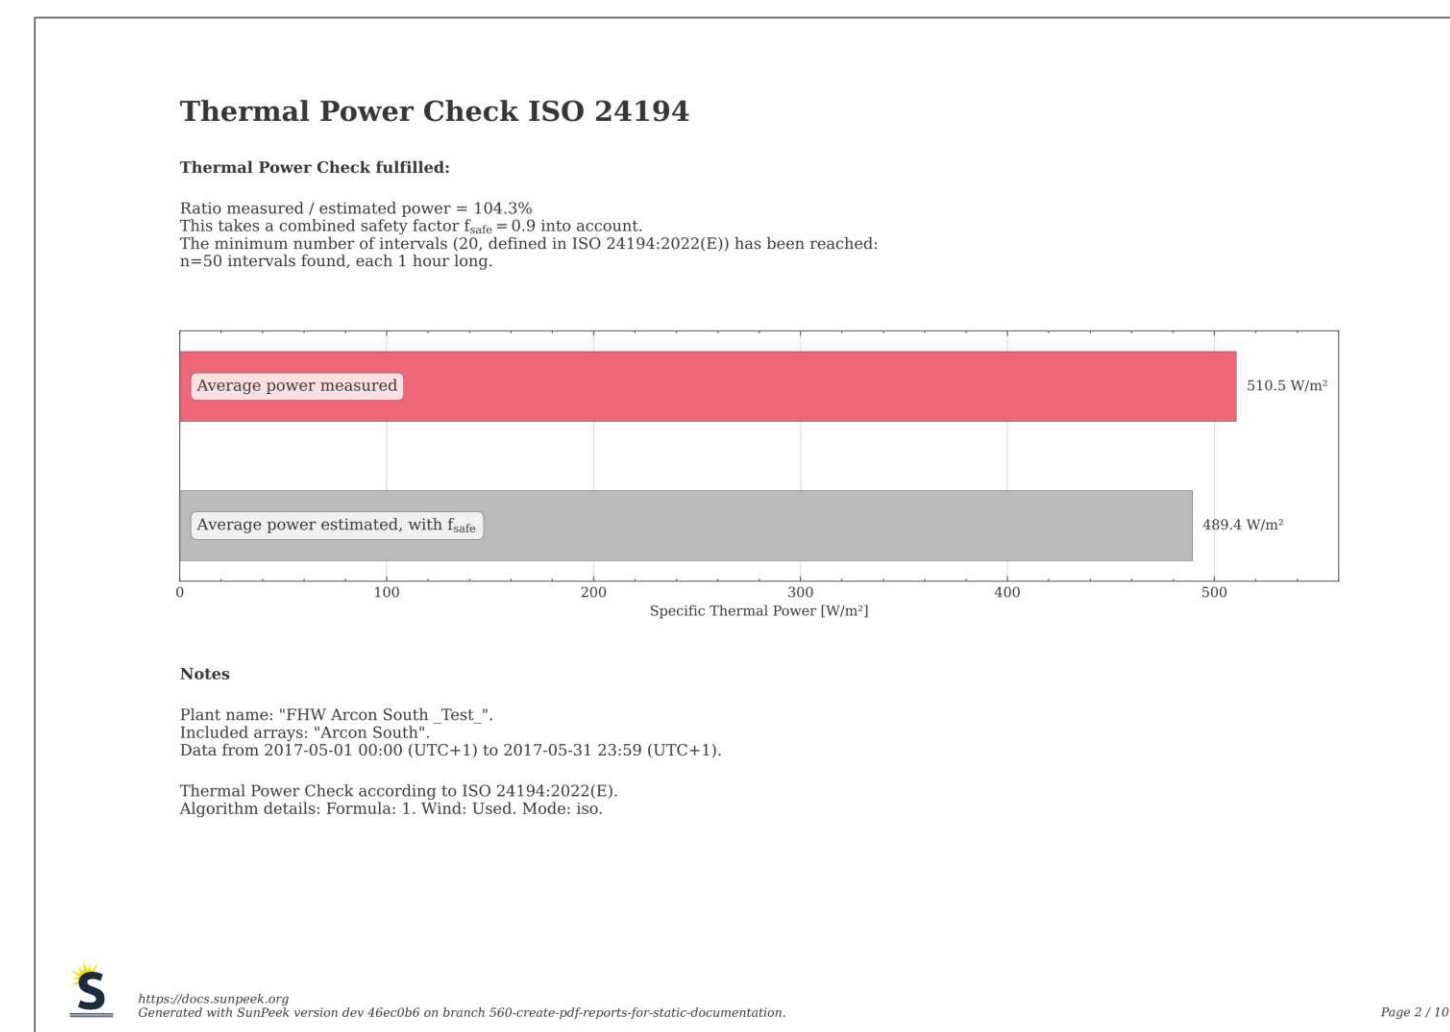 Thermal Power Check ISO 24194
Thermal Power Check fulfilled:
Ratio measured / estimated power = 104.3%
This takes a combined safety factor fsafe = 0.9 into account.
The minimum number of intervals (20, defined in ISO 24194:2022(E)) has been reached:
n=50 intervals found, each 1 hour long.
Average power measured
510.5 W/m²
Average power estimated, with fsafe
489.4 W/m²
0 100 200 300 400 500
Specific Thermal Power [W/m²]
Notes
Plant name: "FHW Arcon South _Test_".
Included arrays: "Arcon South".
Data from 2017-05-01 00:00 (UTC+1) to 2017-05-31 23:59 (UTC+1).
Thermal Power Check according to ISO 24194:2022(E).
Algorithm details: Formula: 1. Wind: Used. Mode: iso.
S
https://docs.sunpeek.org
Generated with SunPeek version dev 46ec0b6 on branch 560-create-pdf-reports-for-static-documentation.
Page 2 / 10